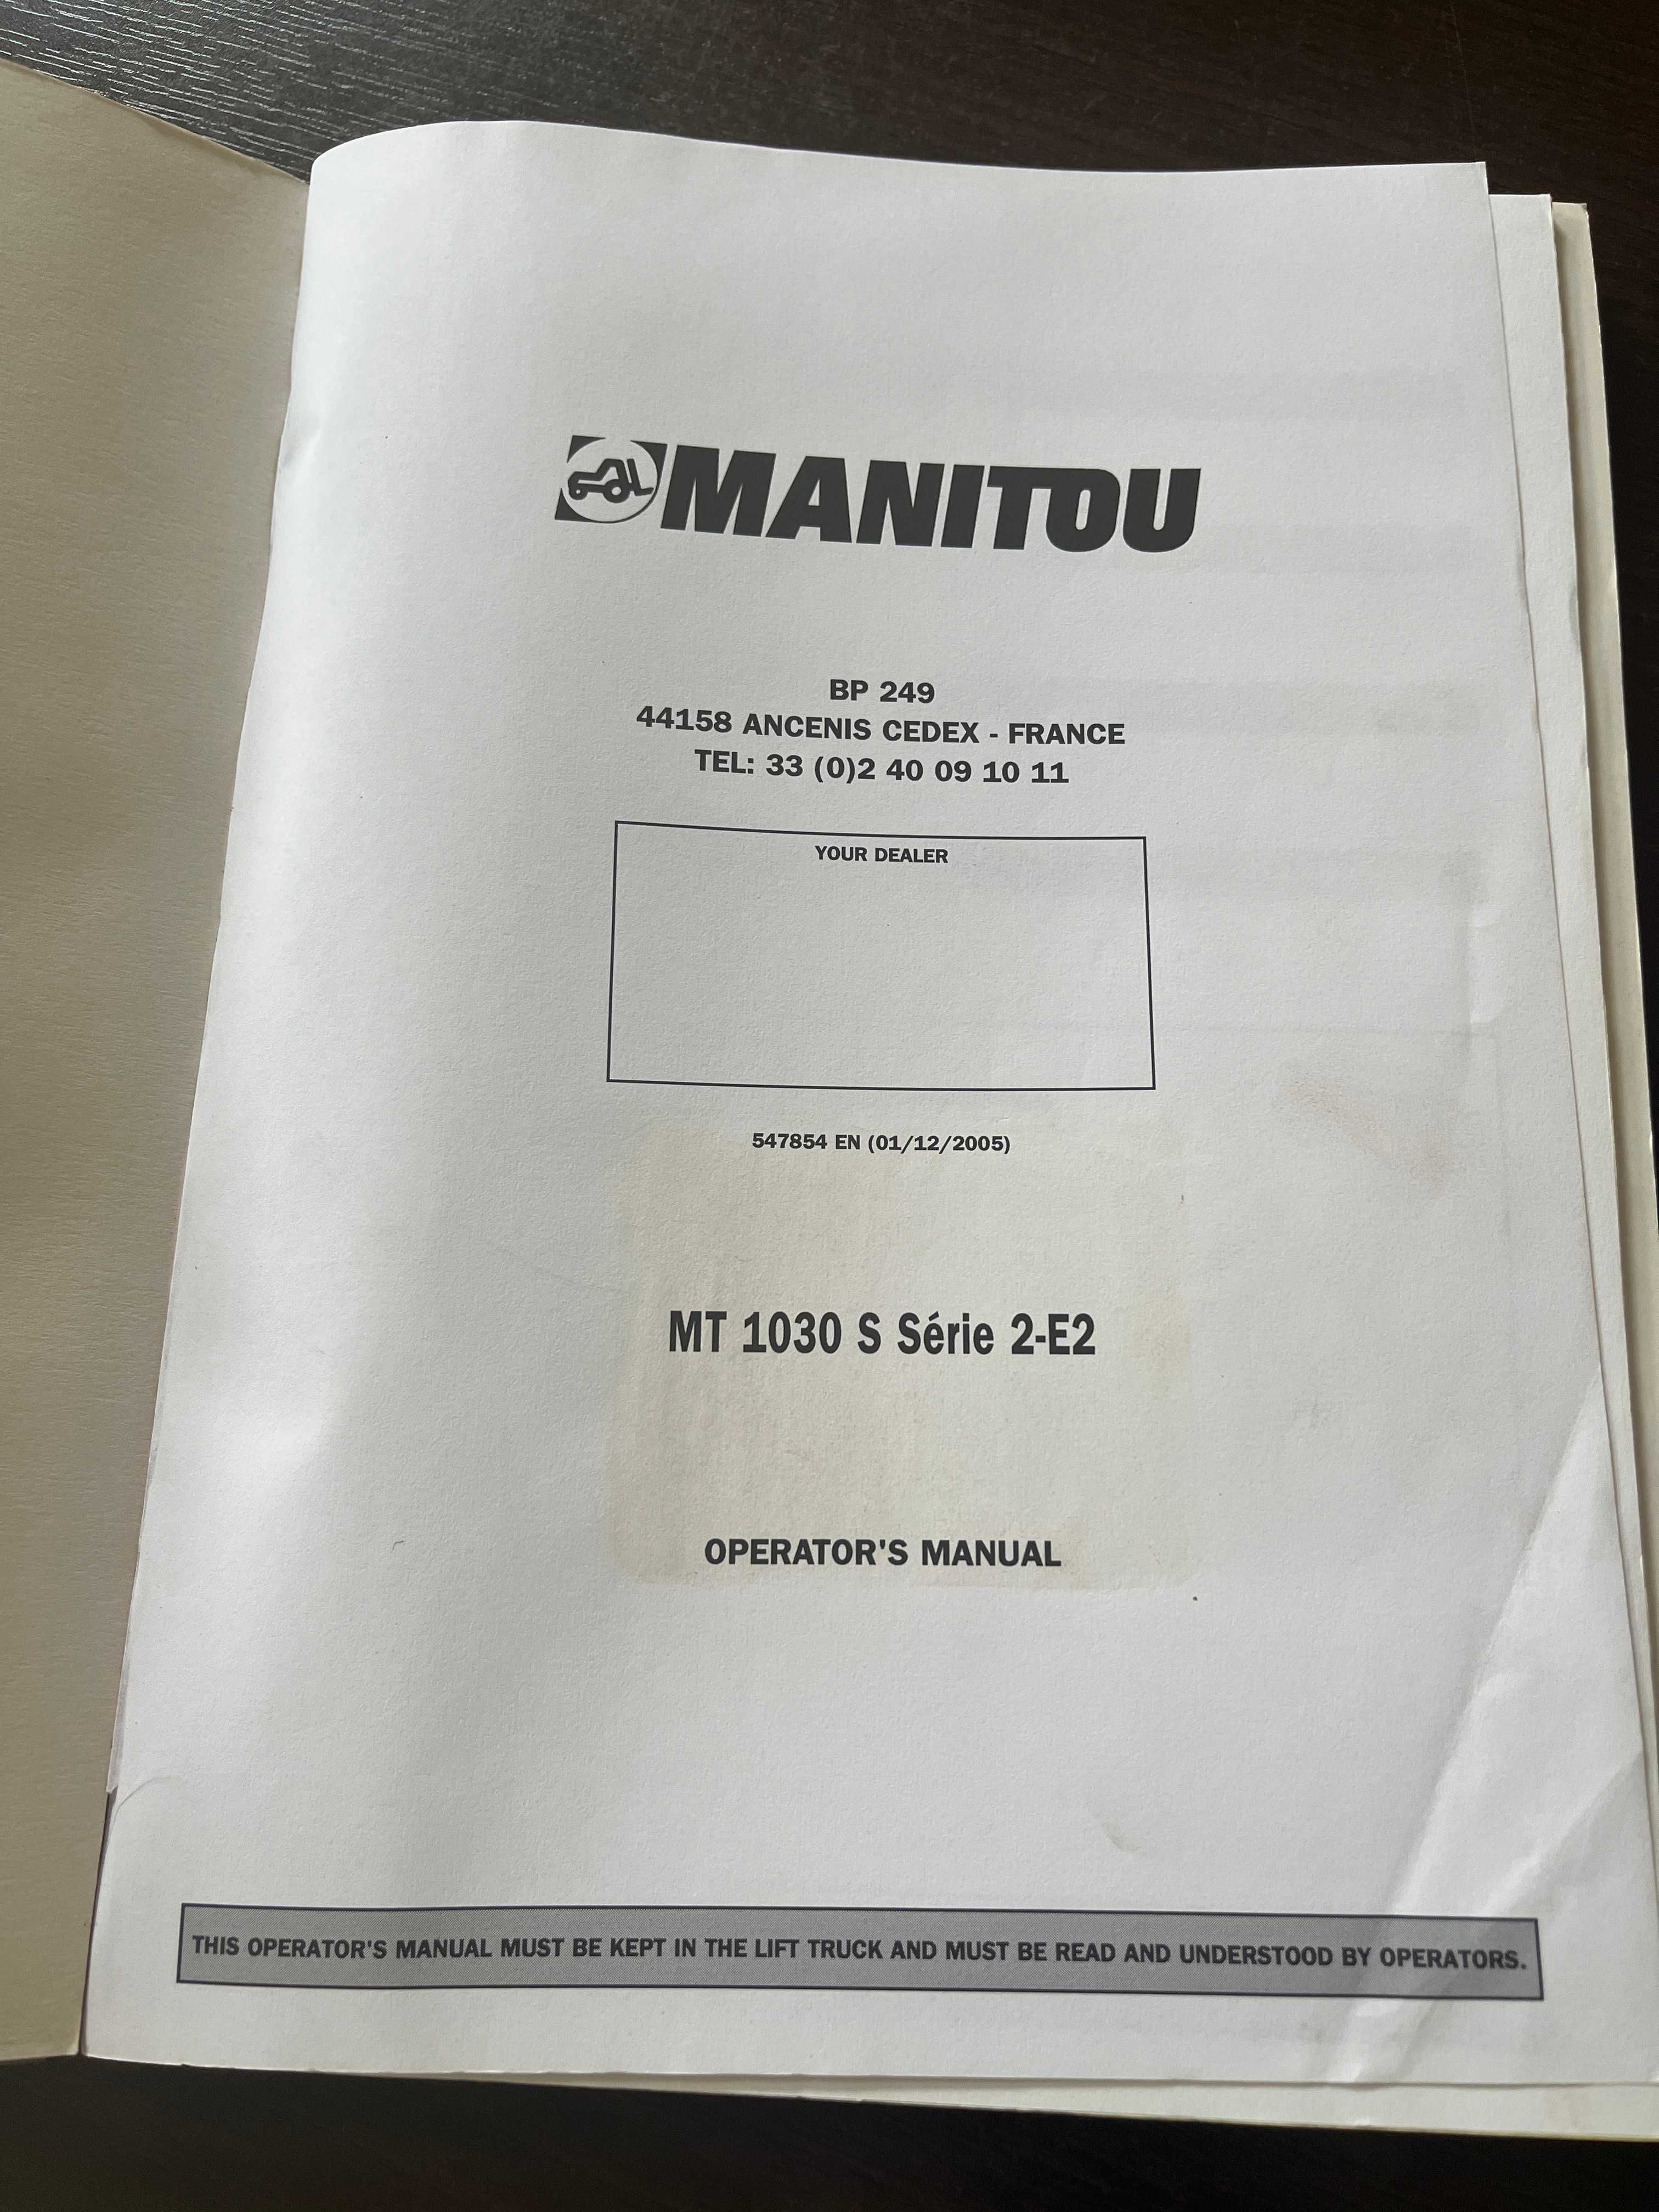 MANITOU
BP 249
44158 ANCENIS CEDEX - FRANCE
TEL: 33 (0)2 40 09 10 11
YOUR DEALER
547854 EN (01/12/2005)
MT 1030 S Série 2-E2
OPERATOR'S MANUAL
THIS OPERATOR'S MANUAL MUST BE KEPT IN THE LIFT TRUCK AND MUST BE READ AND UNDERSTOOD BY OPERATORS.